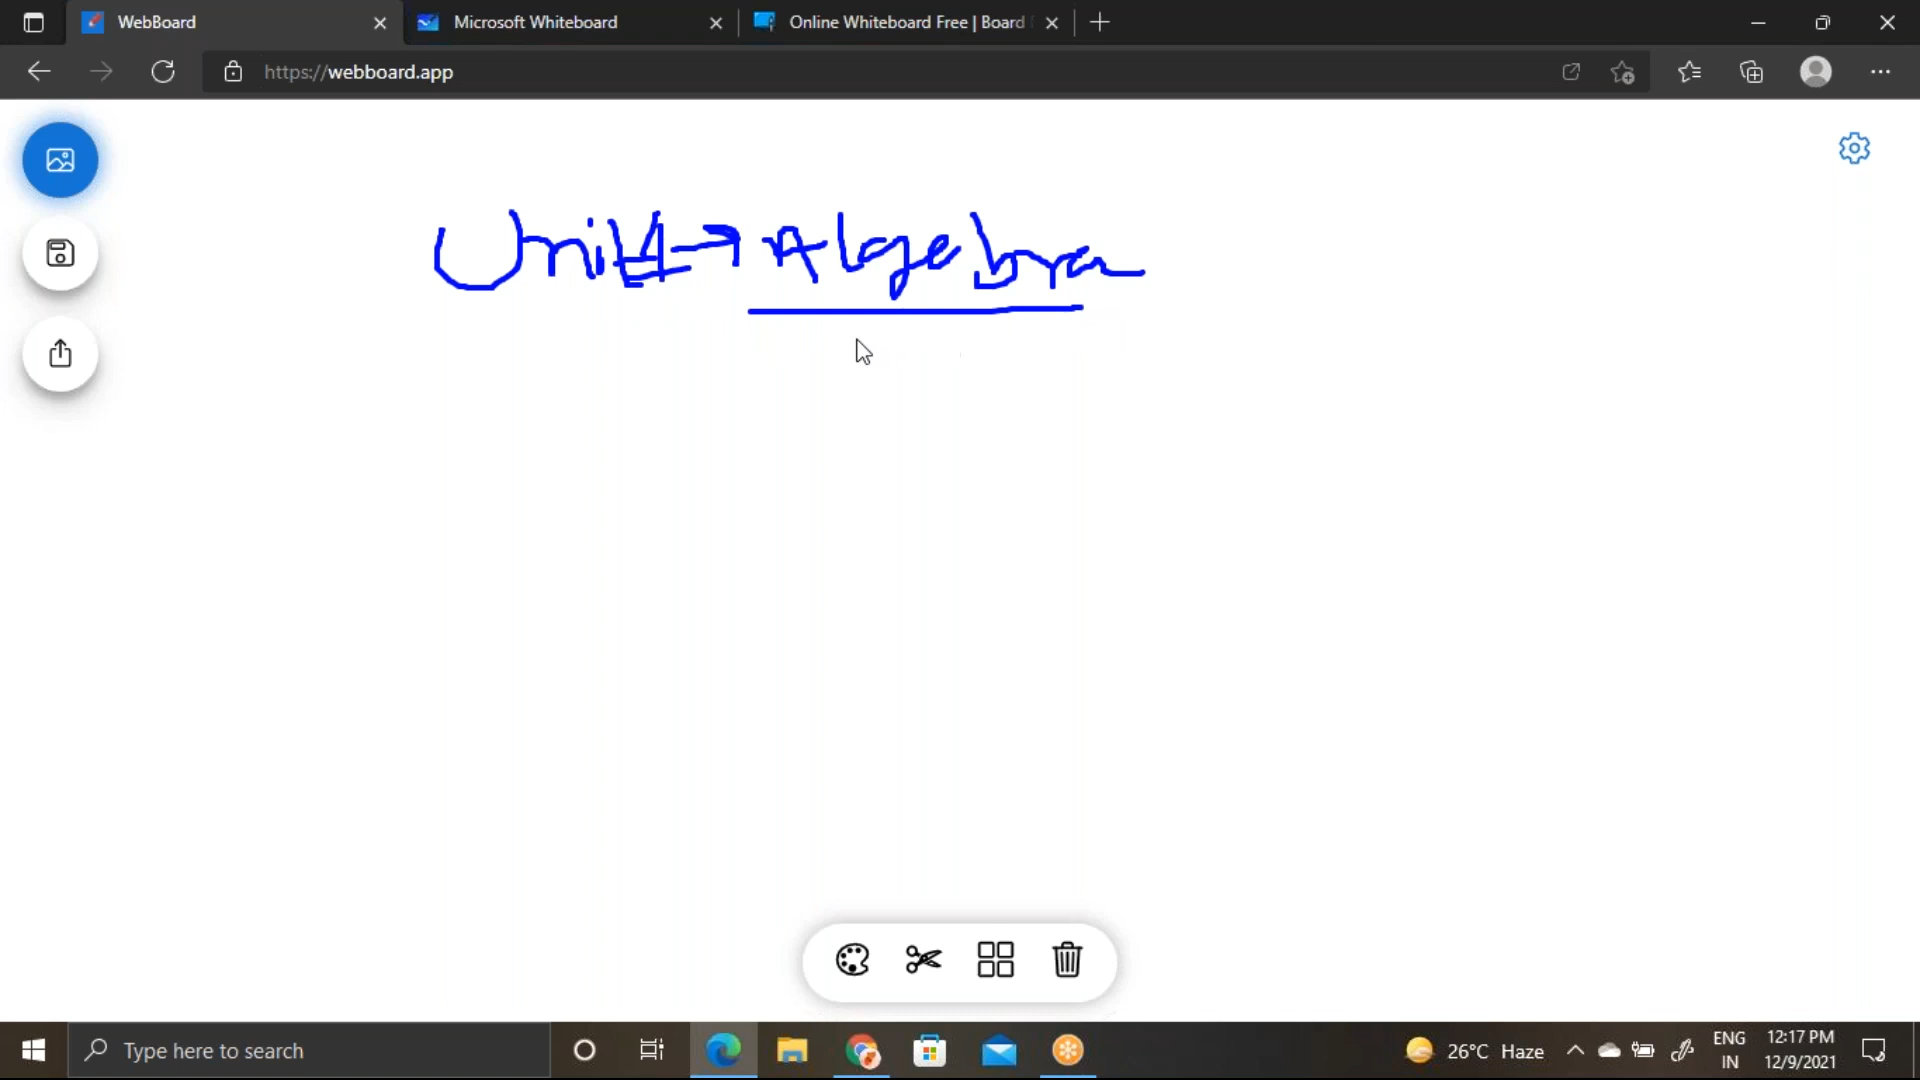 WebBoard
Microsoft Whiteboard
Online Whiteboard Free | Board
https://webboard.app
Unit 4 → Algebra
Type here to search
26°C Haze
ENG
IN
12:17 PM
12/9/2021